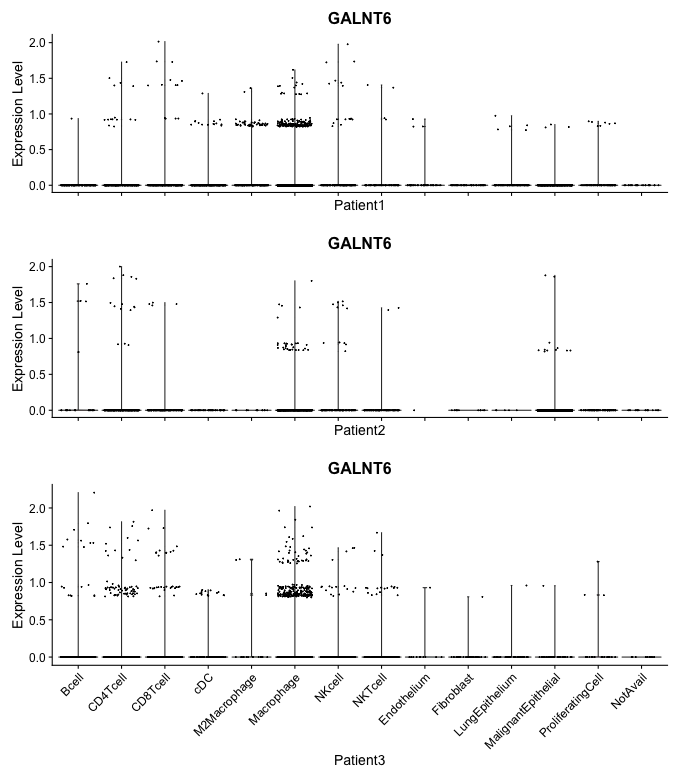 GALNT6
Expression Level
2.0
1.5
1.0
0.5
0.0
Patient1
GALNT6
Expression Level
2.0
1.5
1.0
0.5
0.0
Patient2
GALNT6
Expression Level
2.0
1.5
1.0
0.5
0.0
Bcell
CD4Tcell
CD8Tcell
cDC
M2Macrophage
Macrophage
NKcell
NKTcell
Endothelium
Fibroblast
LungEpithelium
MalignantEpithelial
ProliferatingCell
NotAvail
Patient3